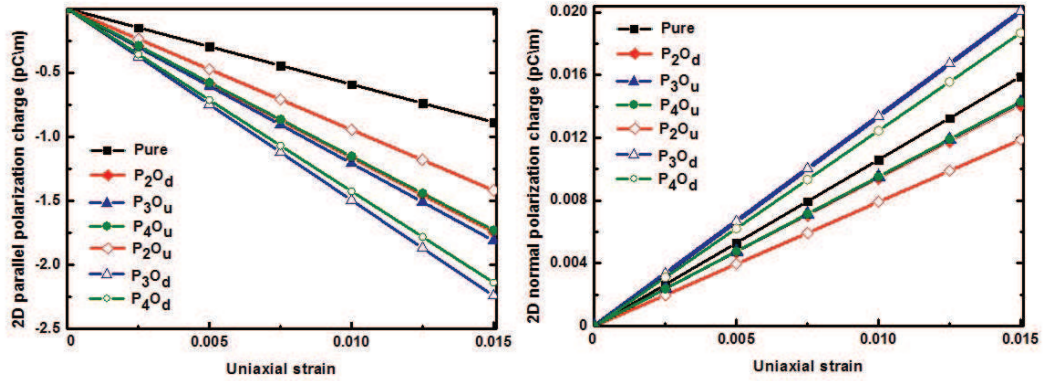 2D parallel polarization charge (pC\m)
-0.5
-1.0
-1.5
-2.0
-2.5
0
0.005
0.010
0.015
Uniaxial strain
Pure
P2Od
P3Ou
P4Ou
P2Ou
P3Od
P4Od
2D normal polarization charge (pC\m)
0.020
0.016
0.012
0.008
0.004
0
0.005
0.010
0.015
Uniaxial strain
Pure
P2Od
P3Ou
P4Ou
P2Ou
P3Od
P4Od